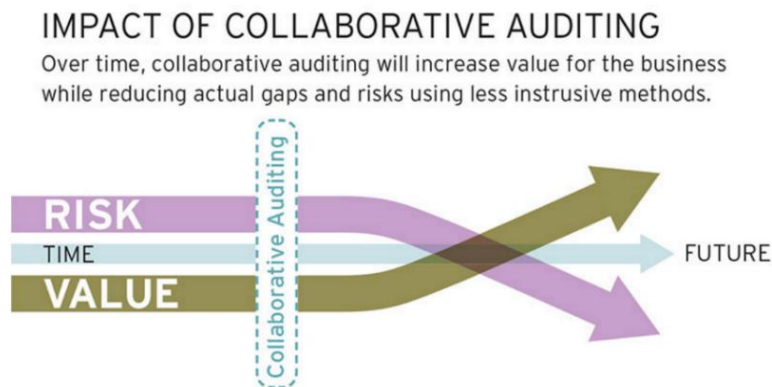 IMPACT OF COLLABORATIVE AUDITING
Over time, collaborative auditing will increase value for the business
while reducing actual gaps and risks using less instrusive methods.
Collaborative Auditing
RISK
TIME
FUTURE
VALUE